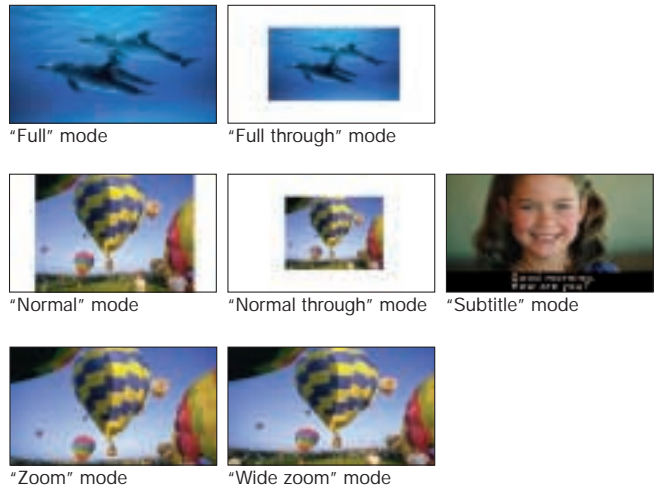 "Full" mode
"Full through" mode
"Normal" mode
"Normal through" mode
Good morning.
How are you?
"Subtitle" mode
"Zoom" mode
"Wide zoom" mode